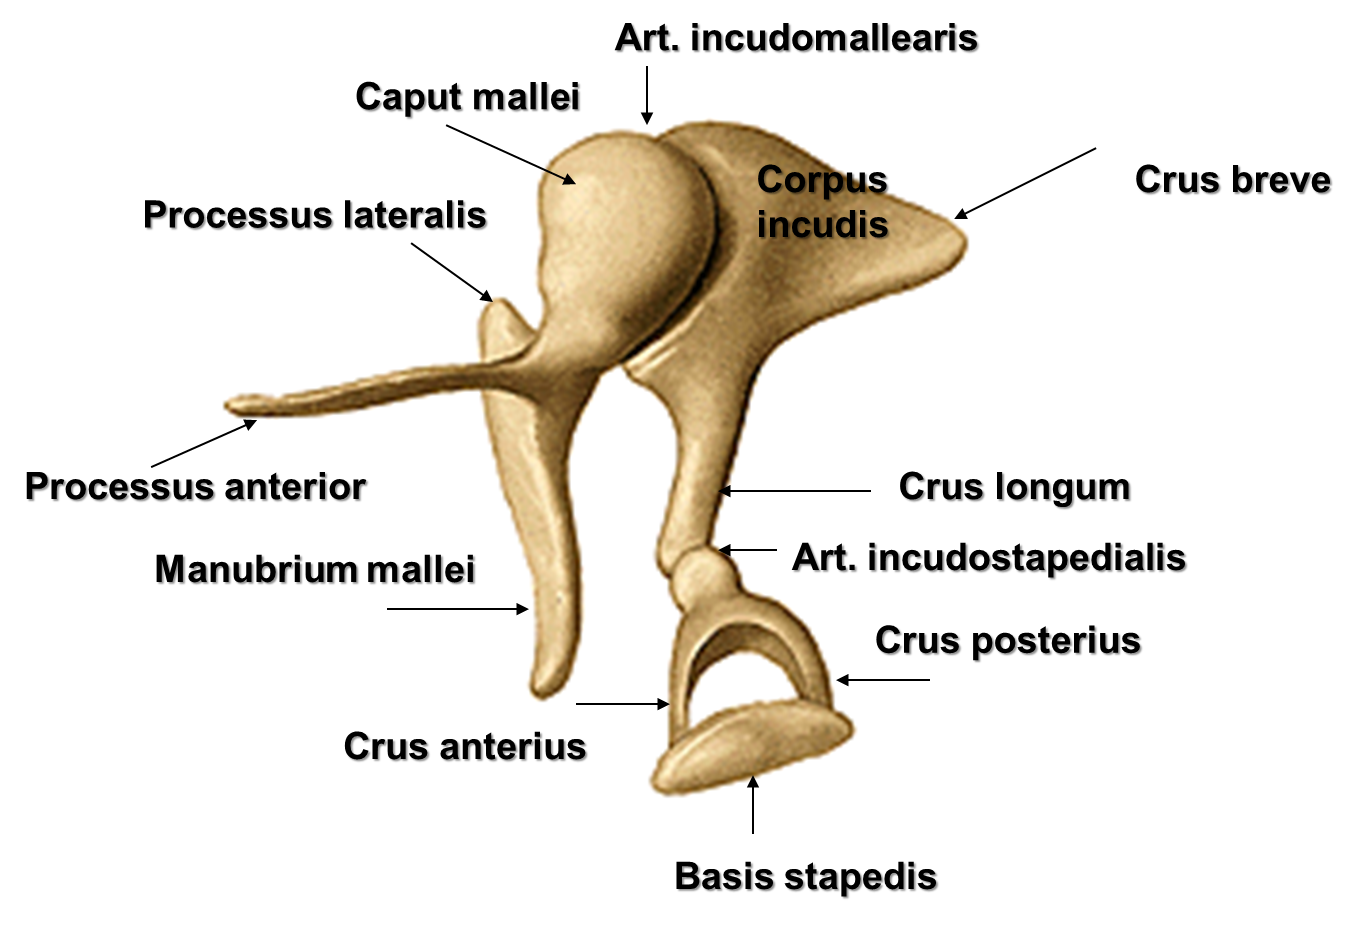 Art. incudomallearis
Caput mallei
Corpus
incudis
Crus breve
Processus lateralis
Processus anterior
Crus longum
Art. incudostapedialis
Manubrium mallei
Crus posterius
Crus anterius
Basis stapedis